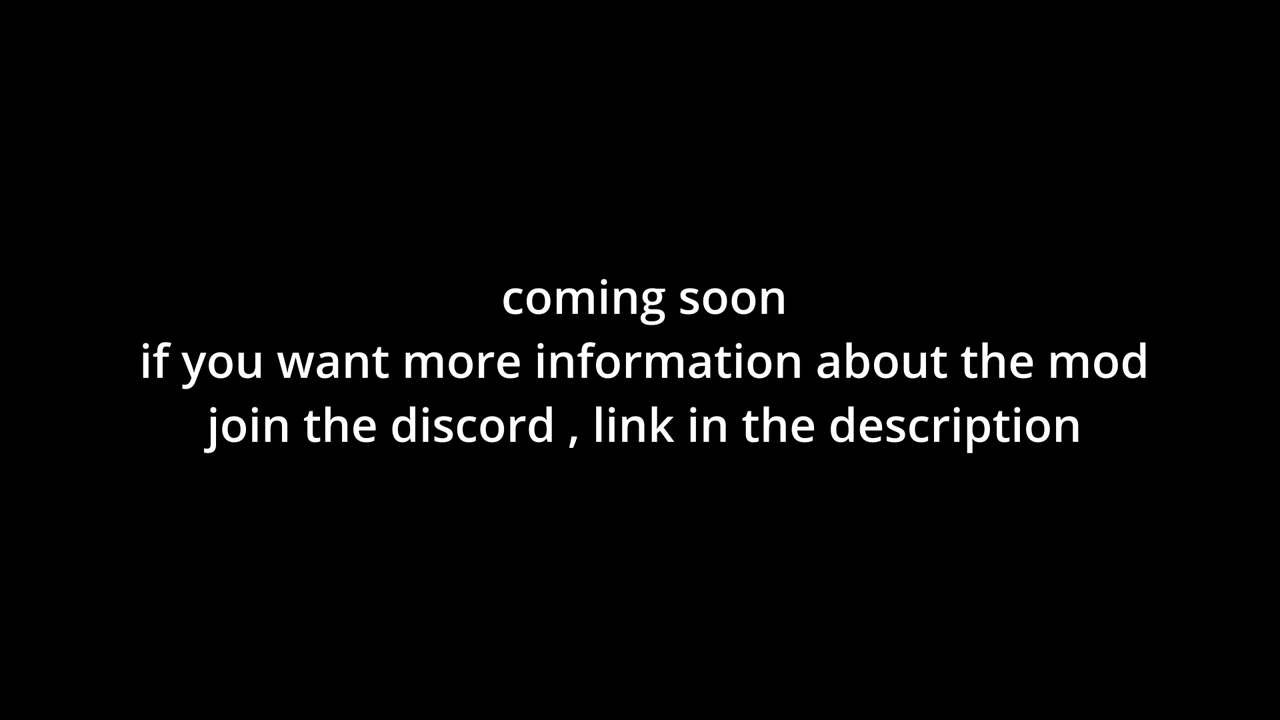 coming soon
if you want more information about the mod
join the discord , link in the description